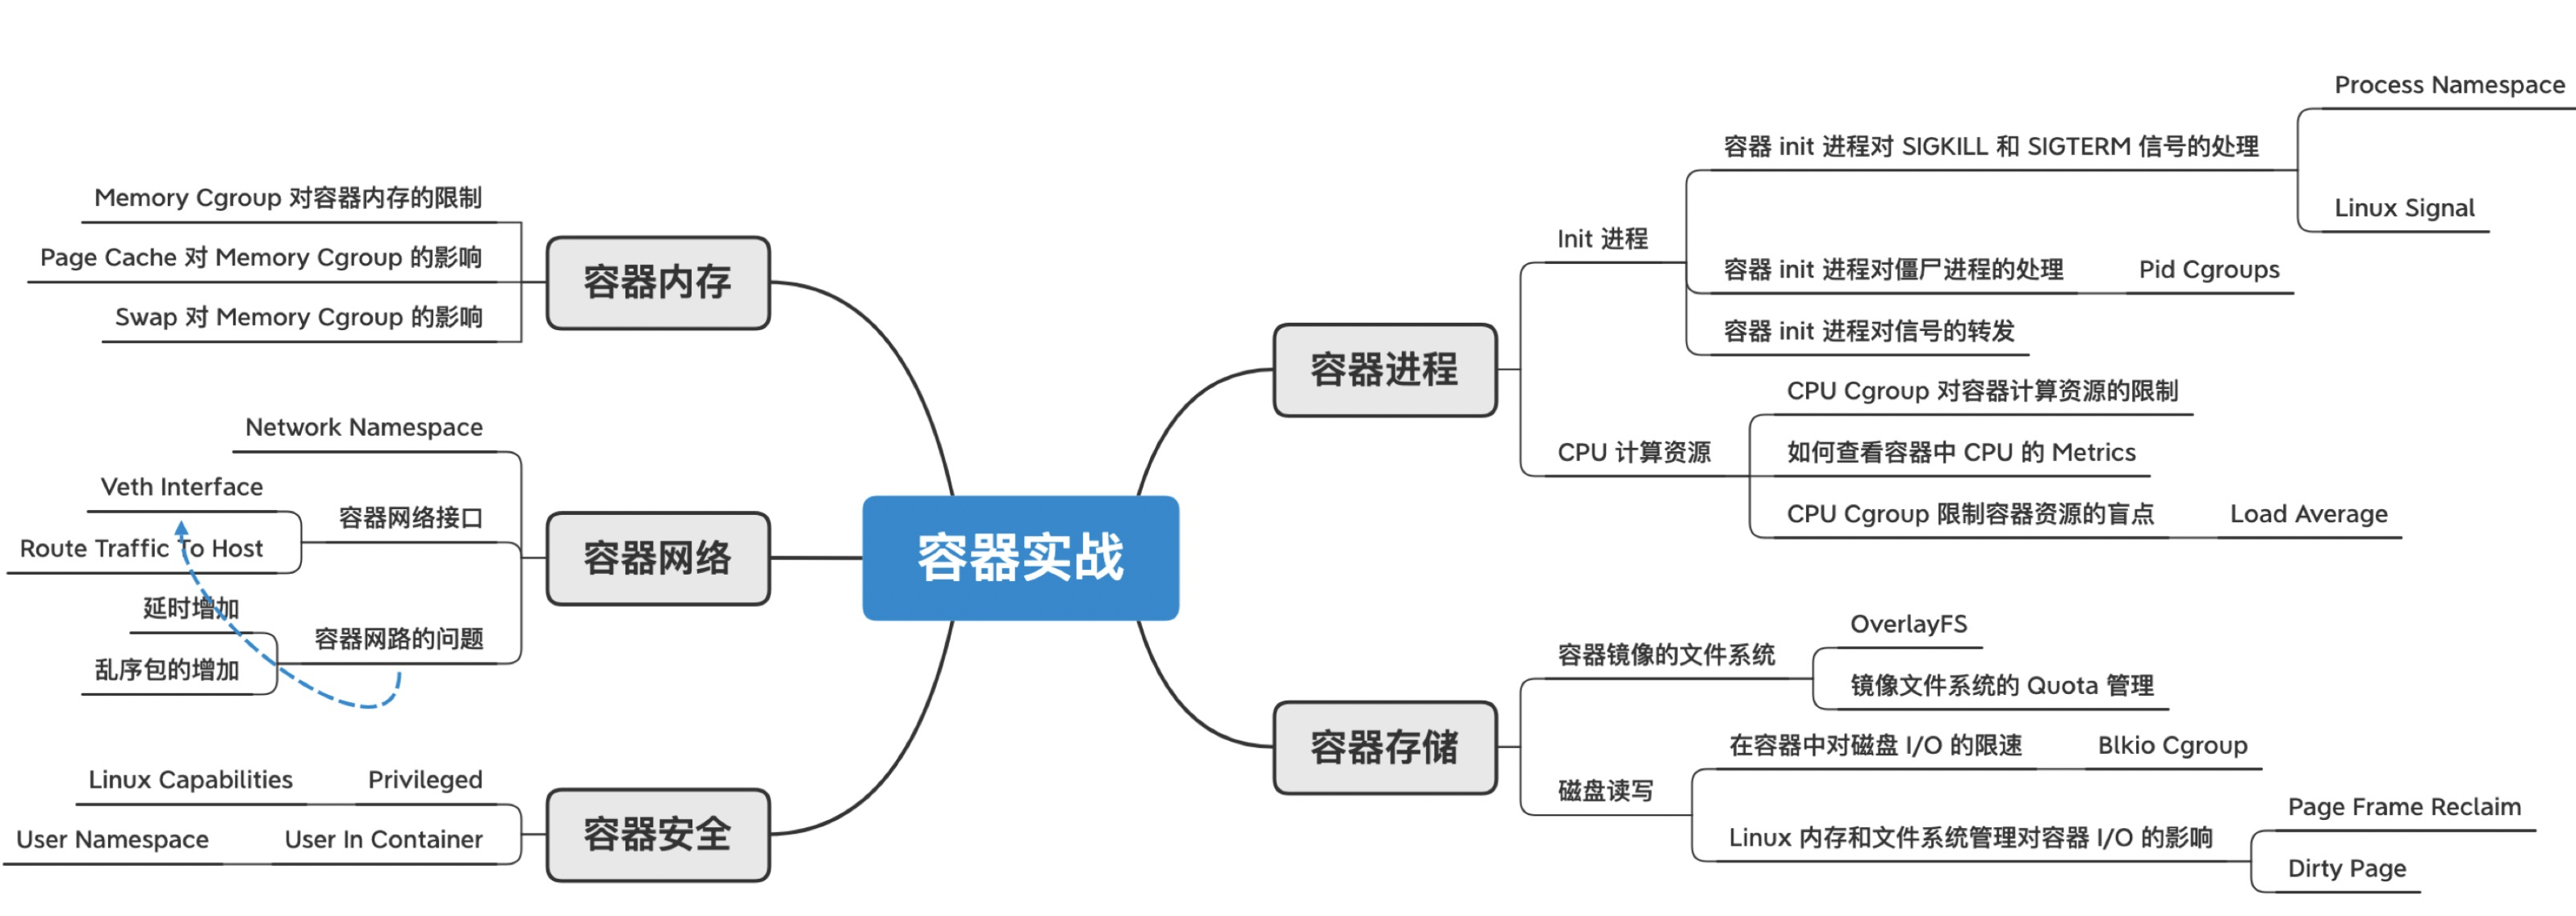 容器实战
容器内存
Memory Cgroup 对容器内存的限制
Page Cache 对 Memory Cgroup 的影响
Swap 对 Memory Cgroup 的影响
容器网络
Network Namespace
容器网络接口
Veth Interface
Route Traffic To Host
容器网路的问题
延时增加
乱序包的增加
容器安全
Privileged
Linux Capabilities
User In Container
User Namespace
容器进程
Init 进程
容器 init 进程对 SIGKILL 和 SIGTERM 信号的处理
Process Namespace
Linux Signal
容器 init 进程对僵尸进程的处理
Pid Cgroups
容器 init 进程对信号的转发
CPU 计算资源
CPU Cgroup 对容器计算资源的限制
如何查看容器中 CPU 的 Metrics
CPU Cgroup 限制容器资源的盲点
Load Average
容器存储
容器镜像的文件系统
OverlayFS
镜像文件系统的 Quota 管理
磁盘读写
在容器中对磁盘 I/O 的限速
Blkio Cgroup
Linux 内存和文件系统管理对容器 I/O 的影响
Page Frame Reclaim
Dirty Page